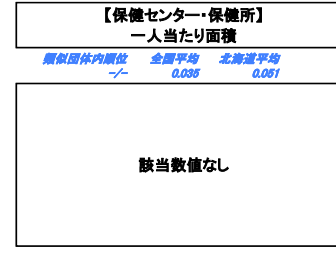 【保健センター・保健所】
一人当たり面積
類似団体内順位 全国平均 北海道平均
-/- 0.035 0.051
該当数値なし